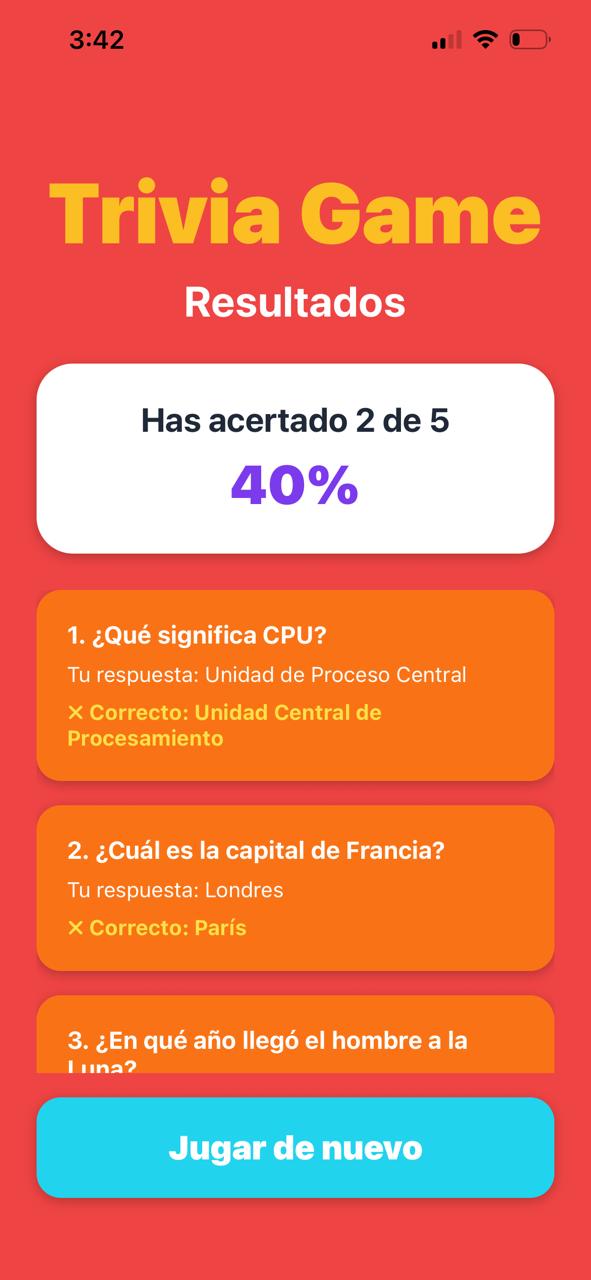 3:42
Trivia Game
Resultados
Has acertado 2 de 5
40%
1. ¿Qué significa CPU?
Tu respuesta: Unidad de Proceso Central
✕ Correcto: Unidad Central de
Procesamiento
2. ¿Cuál es la capital de Francia?
Tu respuesta: Londres
✕ Correcto: París
3. ¿En qué año llegó el hombre a la
Luna?
Jugar de nuevo